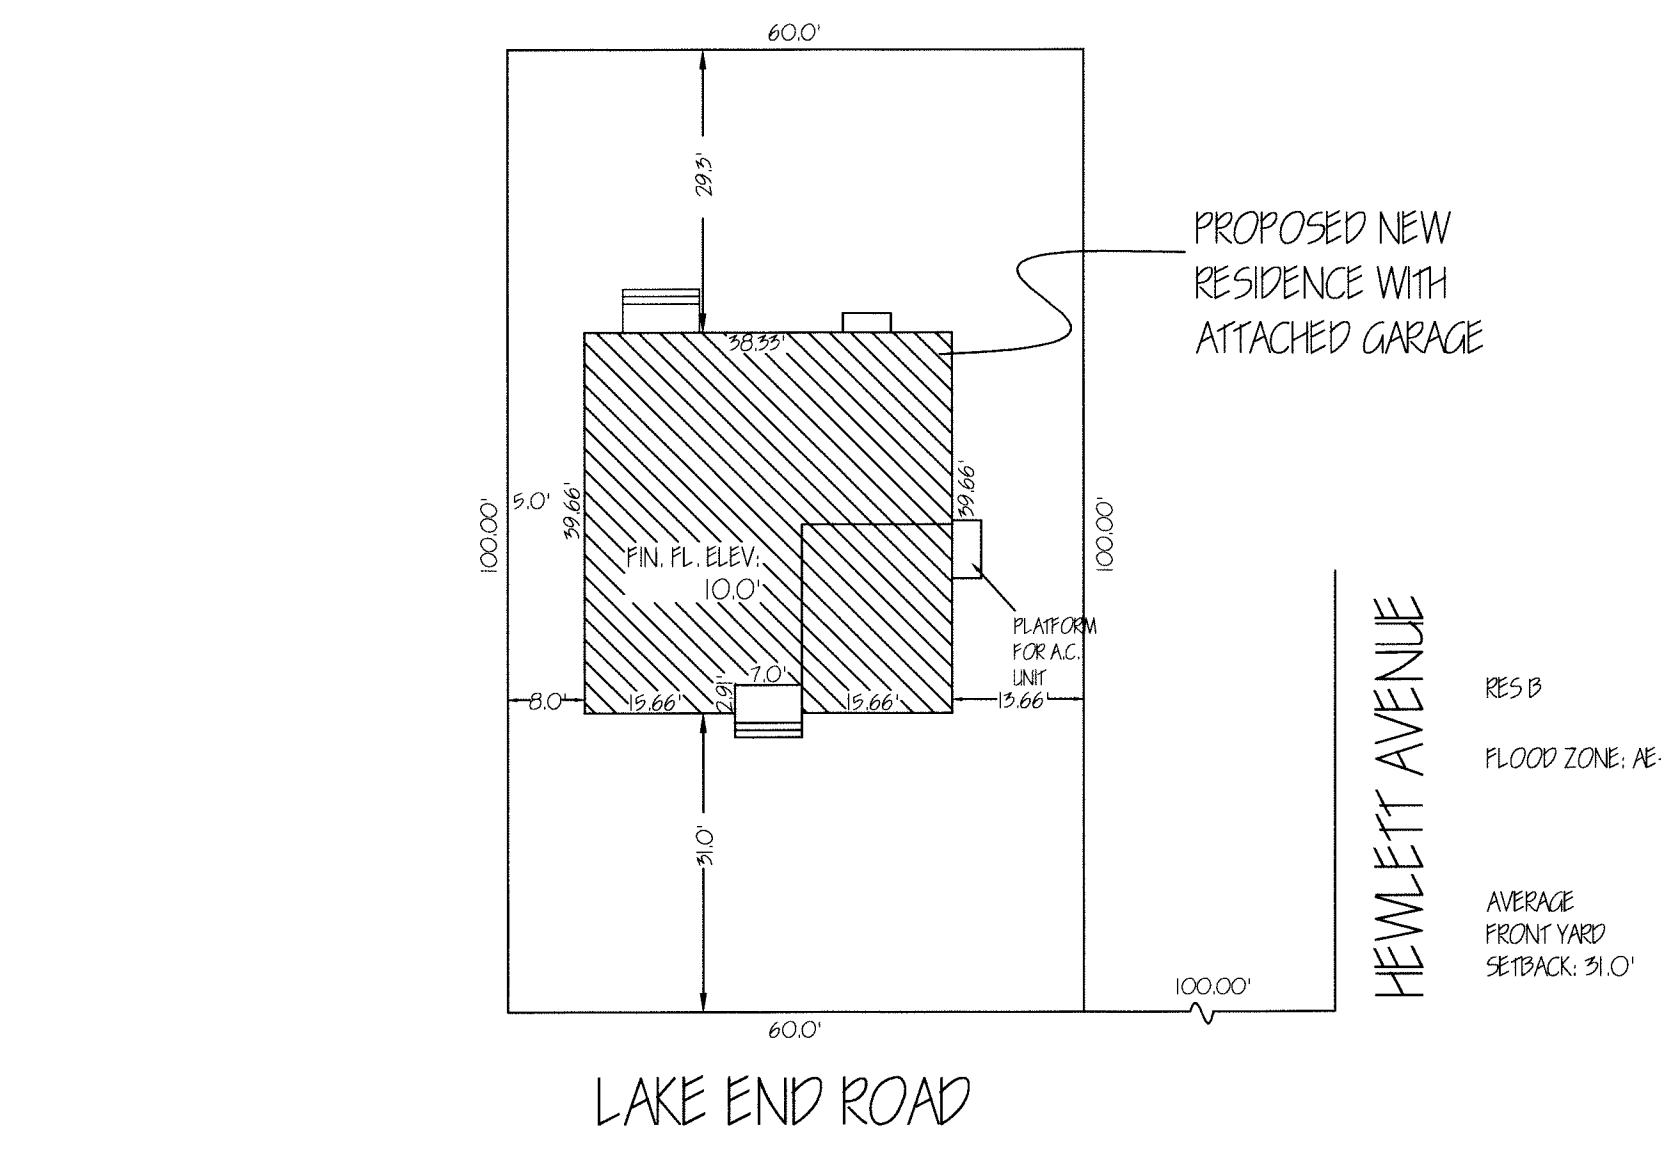 60.0'
29.3'
PROPOSED NEW
RESIDENCE WITH
ATTACHED GARAGE
38.33'
100.00'
5.0'
39.66'
39.66'
100.00'
FIN. FL. ELEV:
10.0'
PLATFORM
FOR A.C.
UNIT
7.0'
2.91'
8.0'
15.66'
15.66'
13.66'
31.0'
HEWLETT AVENUE
RES B
FLOOD ZONE: AE-
AVERAGE
FRONT YARD
SETBACK: 31.0'
100.00'
60.0'
LAKE END ROAD